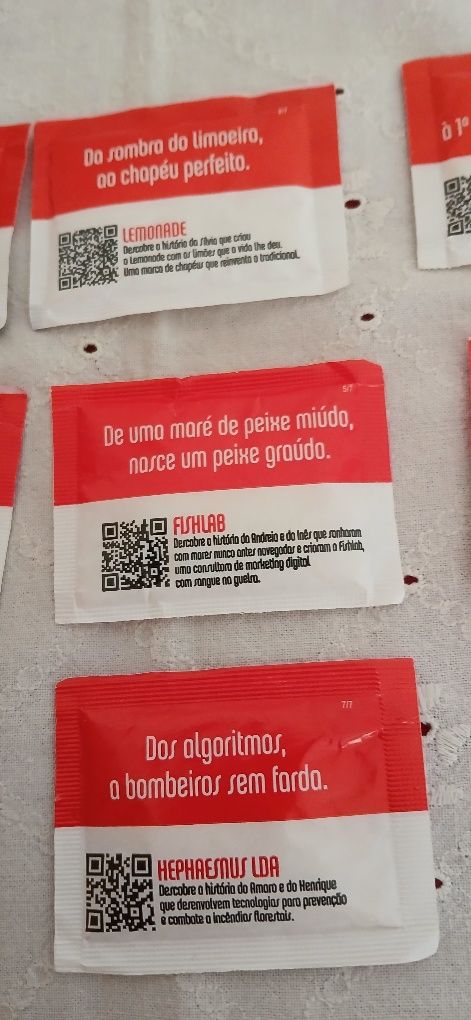 Da sombra do limoeiro,
ao chapéu perfeito.
LEMONADE
Descobre a história da Sílvia que criou
a Lemonade com os limões que a vida lhe deu.
Uma marca de chapéus que reinventa o tradicional.
à 1ª
5/7
De uma maré de peixe miúdo,
nasce um peixe graúdo.
FISHLAB
Descobre a história da Andreia e da Inês que sonharam
com mares nunca antes navegados e criaram a Fishlab,
uma consultora de marketing digital
com sangue na guelra.
7/7
Dos algoritmos,
a bombeiros sem farda.
HEPHAESNUS LDA
Descobre a história do Amaro e do Henrique
que desenvolvem tecnologias para prevenção
e combate a incêndios florestais.